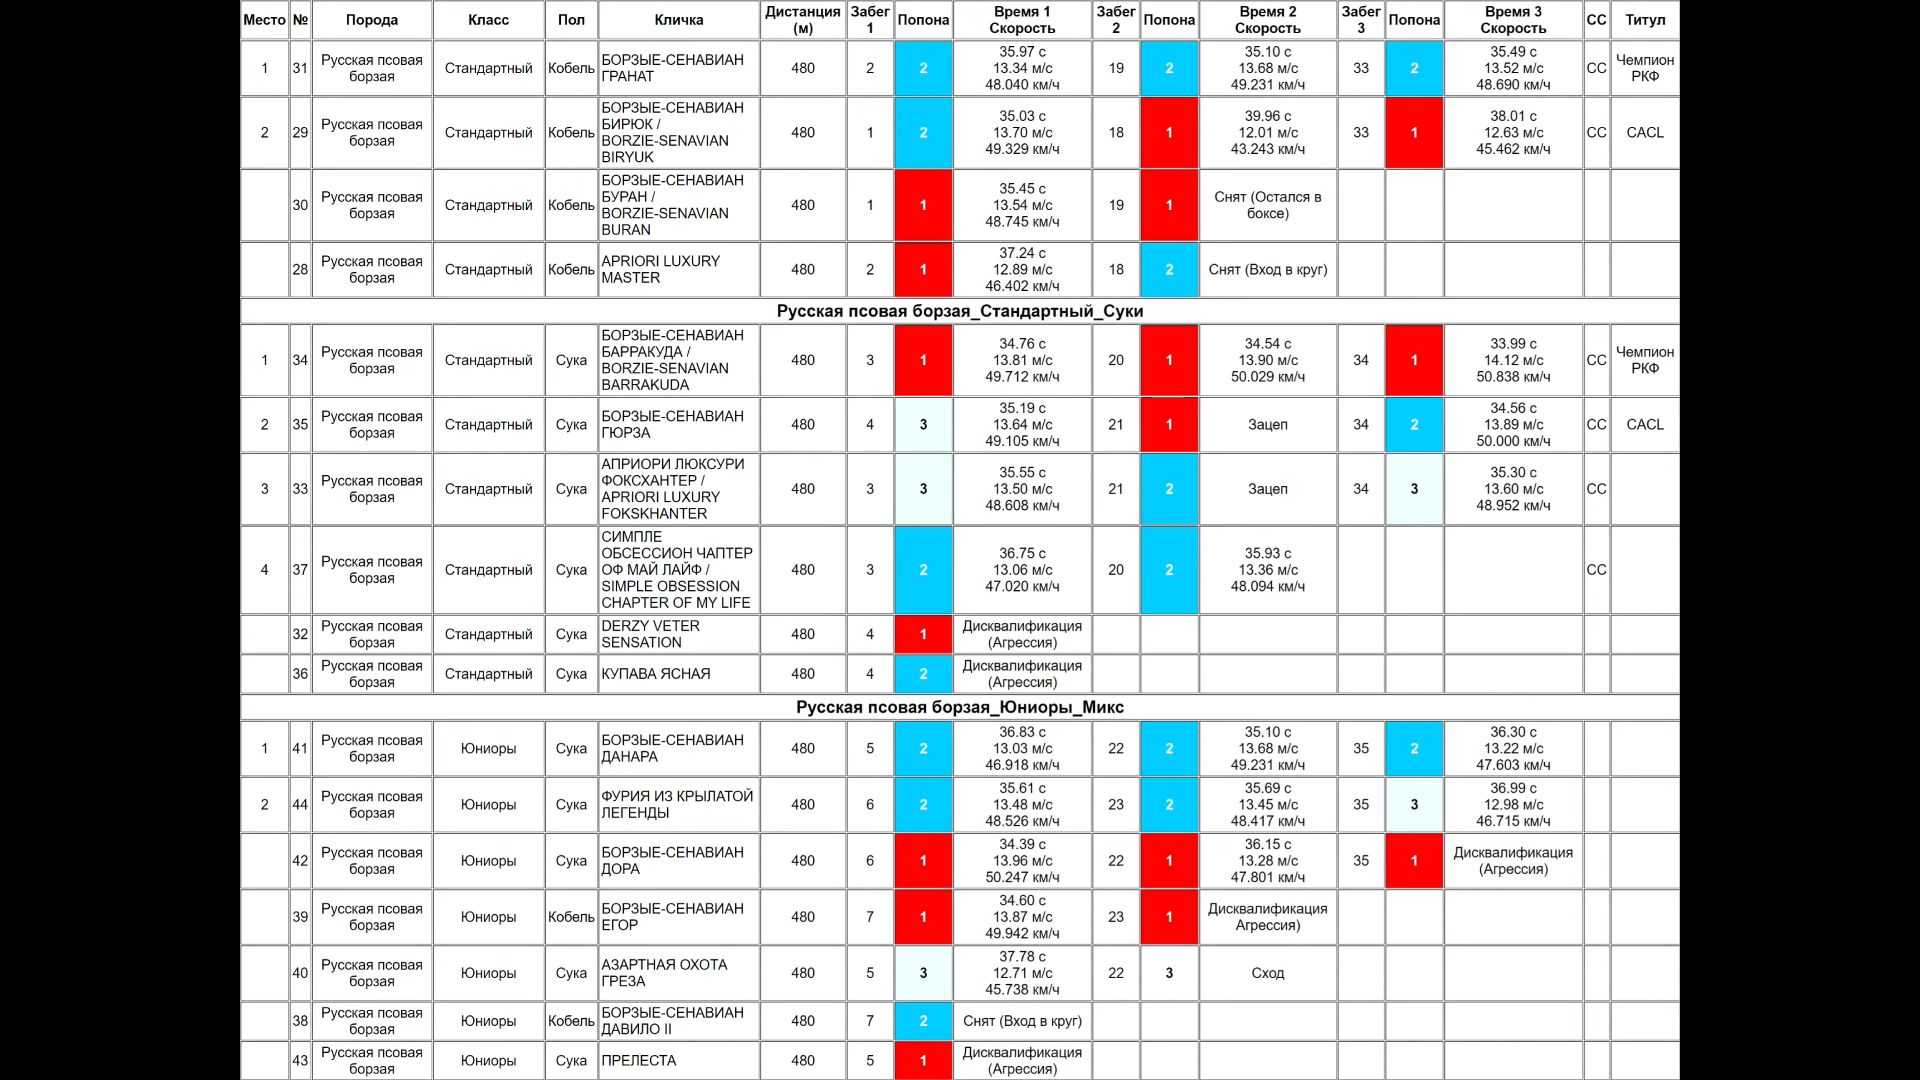 Место № Порода Класс Пол Кличка Дистанция (м) Забег 1 Попона Время 1 Скорость Забег 2 Попона Время 2 Скорость Забег 3 Попона Время 3 Скорость СС Титул
1 31 Русская псовая борзая Стандартный Кобель БОРЗЫЕ-СЕНАВИАН ГРАНАТ 480 2 2 35.97 с 13.34 м/с 48.040 км/ч 19 2 35.10 с 13.68 м/с 49.231 км/ч 33 2 35.49 с 13.52 м/с 48.690 км/ч СС Чемпион РКФ
2 29 Русская псовая борзая Стандартный Кобель БОРЗЫЕ-СЕНАВИАН БИРЮК / BORZIE-SENAVIAN BIRYUK 480 1 2 35.03 с 13.70 м/с 49.329 км/ч 18 1 39.96 с 12.01 м/с 43.243 км/ч 33 1 38.01 с 12.63 м/с 45.462 км/ч СС CACL
30 Русская псовая борзая Стандартный Кобель БОРЗЫЕ-СЕНАВИАН БУРАН / BORZIE-SENAVIAN BURAN 480 1 1 35.45 с 13.54 м/с 48.745 км/ч 19 1 Снят (Остался в боксе)
28 Русская псовая борзая Стандартный Кобель APRIORI LUXURY MASTER 480 2 1 37.24 с 12.89 м/с 46.402 км/ч 18 2 Снят (Вход в круг)
Русская псовая борзая_Стандартный_Суки
1 34 Русская псовая борзая Стандартный Сука БОРЗЫЕ-СЕНАВИАН БАРРАКУДА / BORZIE-SENAVIAN BARRAKUDA 480 3 1 34.76 с 13.81 м/с 49.712 км/ч 20 1 34.54 с 13.90 м/с 50.029 км/ч 34 1 33.99 с 14.12 м/с 50.838 км/ч СС Чемпион РКФ
2 35 Русская псовая борзая Стандартный Сука БОРЗЫЕ-СЕНАВИАН ГЮРЗА 480 4 3 35.19 с 13.64 м/с 49.105 км/ч 21 1 Зацеп 34 2 34.56 с 13.89 м/с 50.000 км/ч СС CACL
3 33 Русская псовая борзая Стандартный Сука АПРИОРИ ЛЮКСУРИ ФОКСХАНТЕР / APRIORI LUXURY FOKSKHANTER 480 3 3 35.55 с 13.50 м/с 48.608 км/ч 21 2 Зацеп 34 3 35.30 с 13.60 м/с 48.952 км/ч СС
4 37 Русская псовая борзая Стандартный Сука СИМПЛЕ ОБСЕССИОН ЧАПТЕР ОФ МАЙ ЛАЙФ / SIMPLE OBSESSION CHAPTER OF MY LIFE 480 3 2 36.75 с 13.06 м/с 47.020 км/ч 20 2 35.93 с 13.36 м/с 48.094 км/ч СС
32 Русская псовая борзая Стандартный Сука DERZY VETER SENSATION 480 4 1 Дисквалификация (Агрессия)
36 Русская псовая борзая Стандартный Сука КУПАВА ЯСНАЯ 480 4 2 Дисквалификация (Агрессия)
Русская псовая борзая_Юниоры_Микс
1 41 Русская псовая борзая Юниоры Сука БОРЗЫЕ-СЕНАВИАН ДАНАРА 480 5 2 36.83 с 13.03 м/с 46.918 км/ч 22 2 35.10 с 13.68 м/с 49.231 км/ч 35 2 36.30 с 13.22 м/с 47.603 км/ч
2 44 Русская псовая борзая Юниоры Сука ФУРИЯ ИЗ КРЫЛАТОЙ ЛЕГЕНДЫ 480 6 2 35.61 с 13.48 м/с 48.526 км/ч 23 2 35.69 с 13.45 м/с 48.417 км/ч 35 3 36.99 с 12.98 м/с 46.715 км/ч
42 Русская псовая борзая Юниоры Сука БОРЗЫЕ-СЕНАВИАН ДОРА 480 6 1 34.39 с 13.96 м/с 50.247 км/ч 22 1 36.15 с 13.28 м/с 47.801 км/ч 35 1 Дисквалификация (Агрессия)
39 Русская псовая борзая Юниоры Кобель БОРЗЫЕ-СЕНАВИАН ЕГОР 480 7 1 34.60 с 13.87 м/с 49.942 км/ч 23 1 Дисквалификация Агрессия)
40 Русская псовая борзая Юниоры Сука АЗАРТНАЯ ОХОТА ГРЕЗА 480 5 3 37.78 с 12.71 м/с 45.738 км/ч 22 3 Сход
38 Русская псовая борзая Юниоры Кобель БОРЗЫЕ-СЕНАВИАН ДАВИЛО II 480 7 2 Снят (Вход в круг)
43 Русская псовая борзая Юниоры Сука ПРЕЛЕСТА 480 5 1 Дисквалификация (Агрессия)